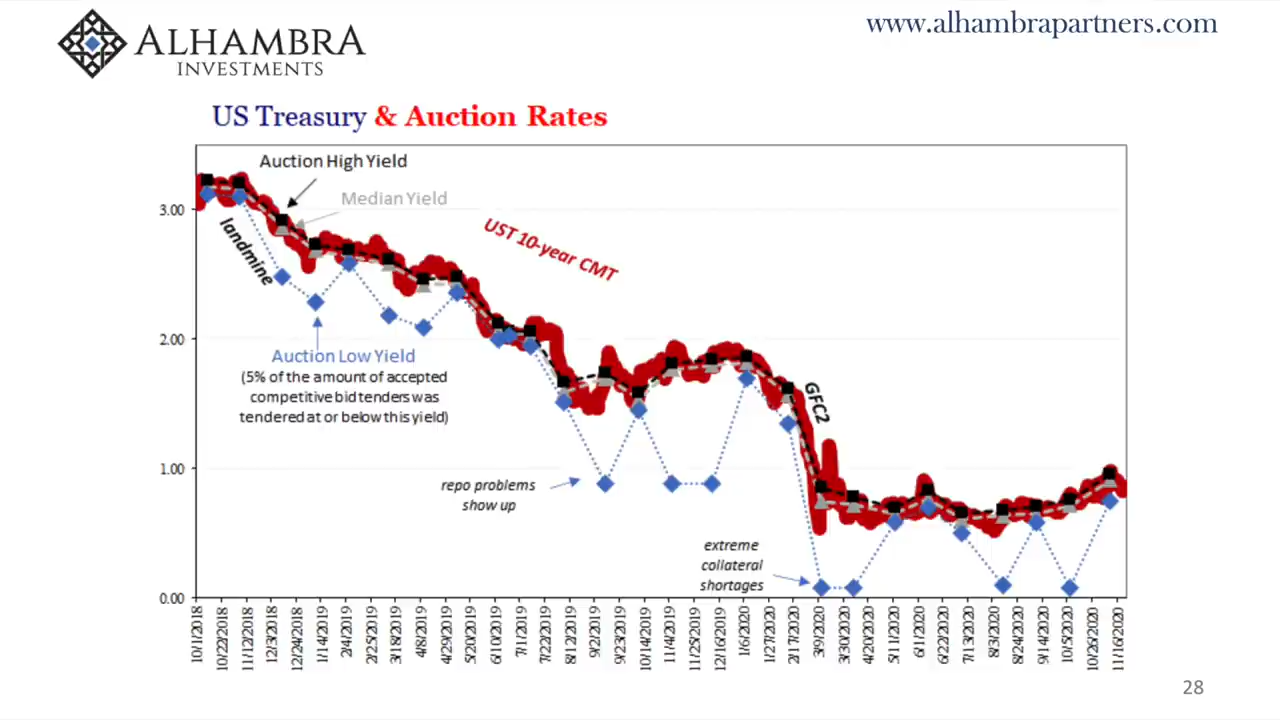 ALHAMBRA
INVESTMENTS
www.alhambrapartners.com
US Treasury & Auction Rates
Auction High Yield
Median Yield
UST 10-year CMT
landmine
Auction Low Yield
(5% of the amount of accepted
competitive bid tenders was
tendered at or below this yield)
GFC2
repo problems
show up
extreme
collateral
shortages
3.00
2.00
1.00
0.00
10/1/2018
10/22/2018
11/12/2018
12/3/2018
12/24/2018
1/14/2019
2/4/2019
2/25/2019
3/18/2019
4/8/2019
4/29/2019
5/20/2019
6/10/2019
7/1/2019
7/22/2019
8/12/2019
9/2/2019
9/23/2019
10/14/2019
11/4/2019
11/25/2019
12/16/2019
1/6/2020
1/27/2020
2/17/2020
3/9/2020
3/30/2020
4/20/2020
5/11/2020
6/1/2020
6/22/2020
7/13/2020
8/3/2020
8/24/2020
9/14/2020
10/5/2020
10/26/2020
11/16/2020
28